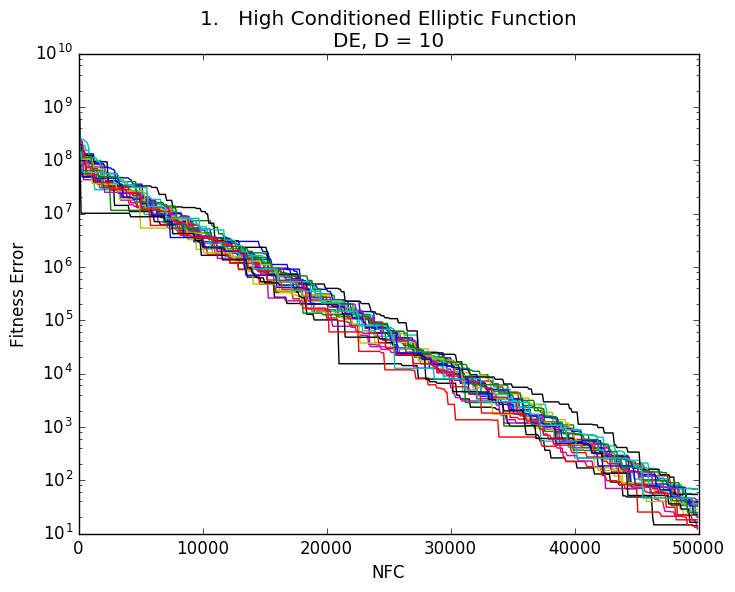 1.   High Conditioned Elliptic Function
DE, D = 10
10^10
10^9
10^8
10^7
10^6
10^5
10^4
10^3
10^2
10^1
Fitness Error
0 10000 20000 30000 40000 50000
NFC